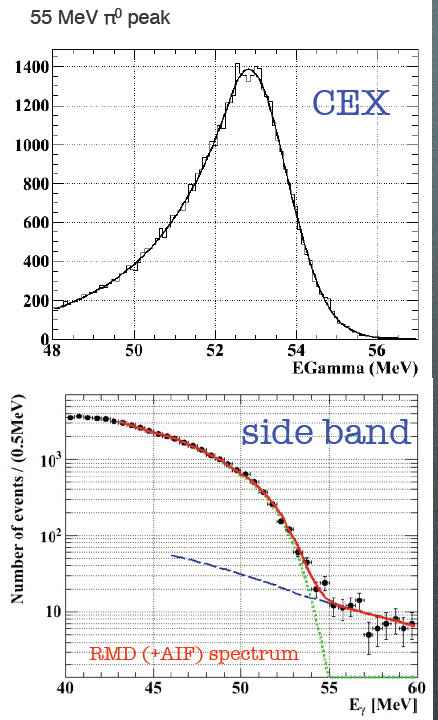 55 MeV π⁰ peak
1400
1200
1000
800
600
400
200
0
CEX
48 50 52 54 56
EGamma (MeV)
Number of events / (0.5MeV)
10³
10²
10
side band
RMD (+AIF) spectrum
40 45 50 55 60
Eγ [MeV]